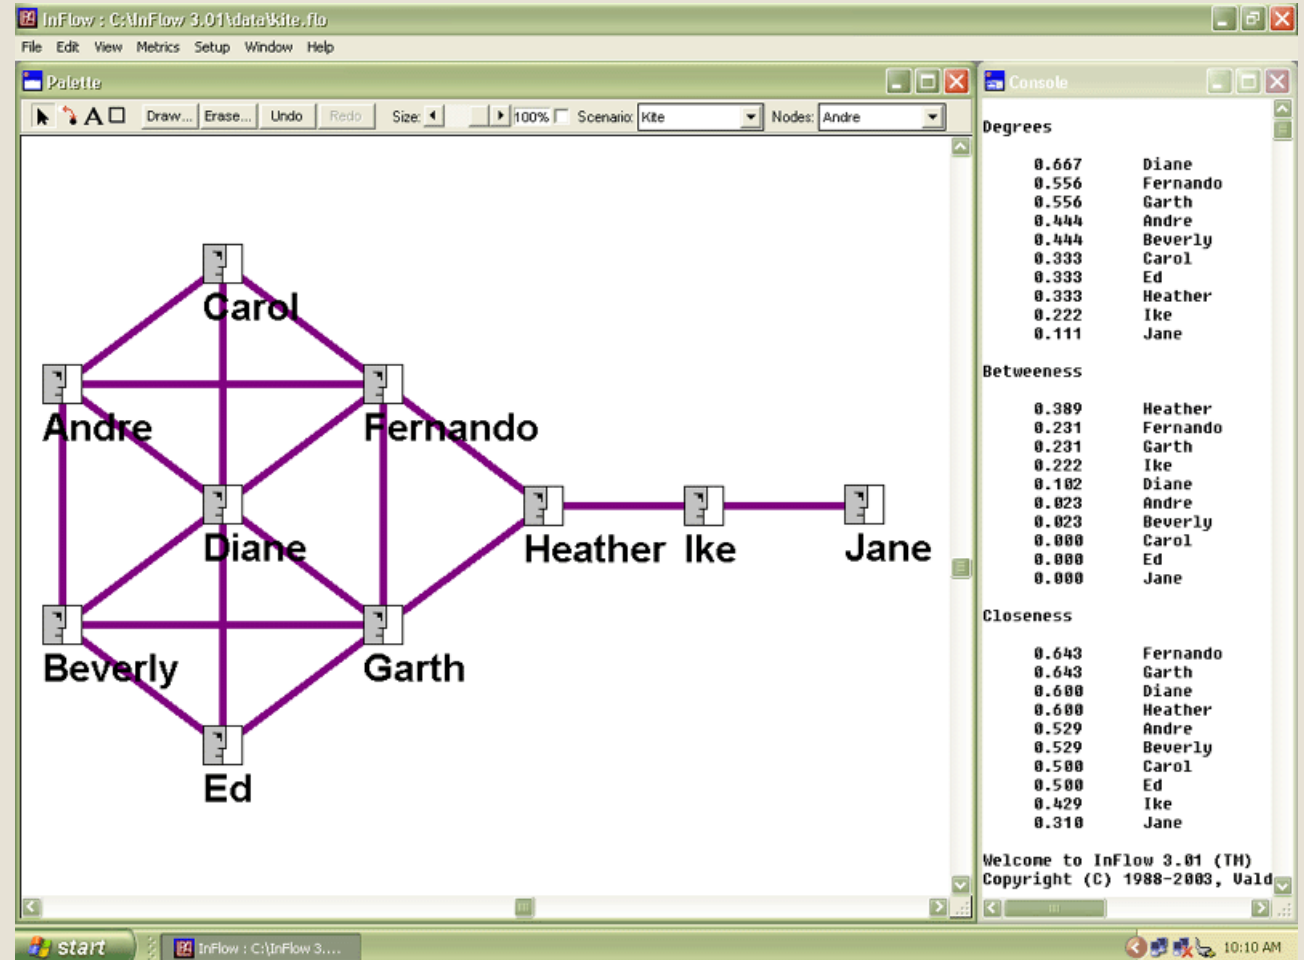 InFlow : C:\InFlow 3.01\data\kite.flo
File Edit View Metrics Setup Window Help
Palette
A Draw... Erase... Undo Redo Size: 100% Scenario: Kite Nodes: Andre
Carol
Andre
Fernando
Diane
Heather
Ike
Jane
Beverly
Garth
Ed
Console
Degrees
0.667 Diane
0.556 Fernando
0.556 Garth
0.444 Andre
0.444 Beverly
0.333 Carol
0.333 Ed
0.333 Heather
0.222 Ike
0.111 Jane
Betweeness
0.389 Heather
0.231 Fernando
0.231 Garth
0.222 Ike
0.102 Diane
0.023 Andre
0.023 Beverly
0.000 Carol
0.000 Ed
0.000 Jane
Closeness
0.643 Fernando
0.643 Garth
0.600 Diane
0.600 Heather
0.529 Andre
0.529 Beverly
0.500 Carol
0.500 Ed
0.429 Ike
0.310 Jane
Welcome to InFlow 3.01 (TM)
Copyright (C) 1988-2003, Vald
start
InFlow : C:\InFlow 3....
10:10 AM